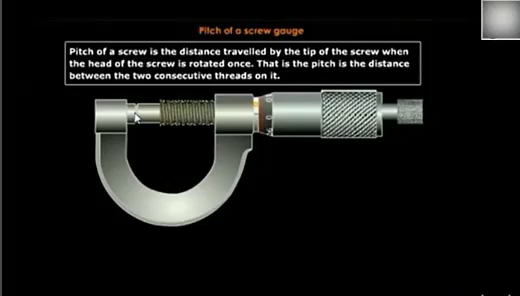 Pitch of a screw gauge
Pitch of a screw is the distance travelled by the tip of the screw when
the head of the screw is rotated once. That is the pitch is the distance
between the two consecutive threads on it.
0